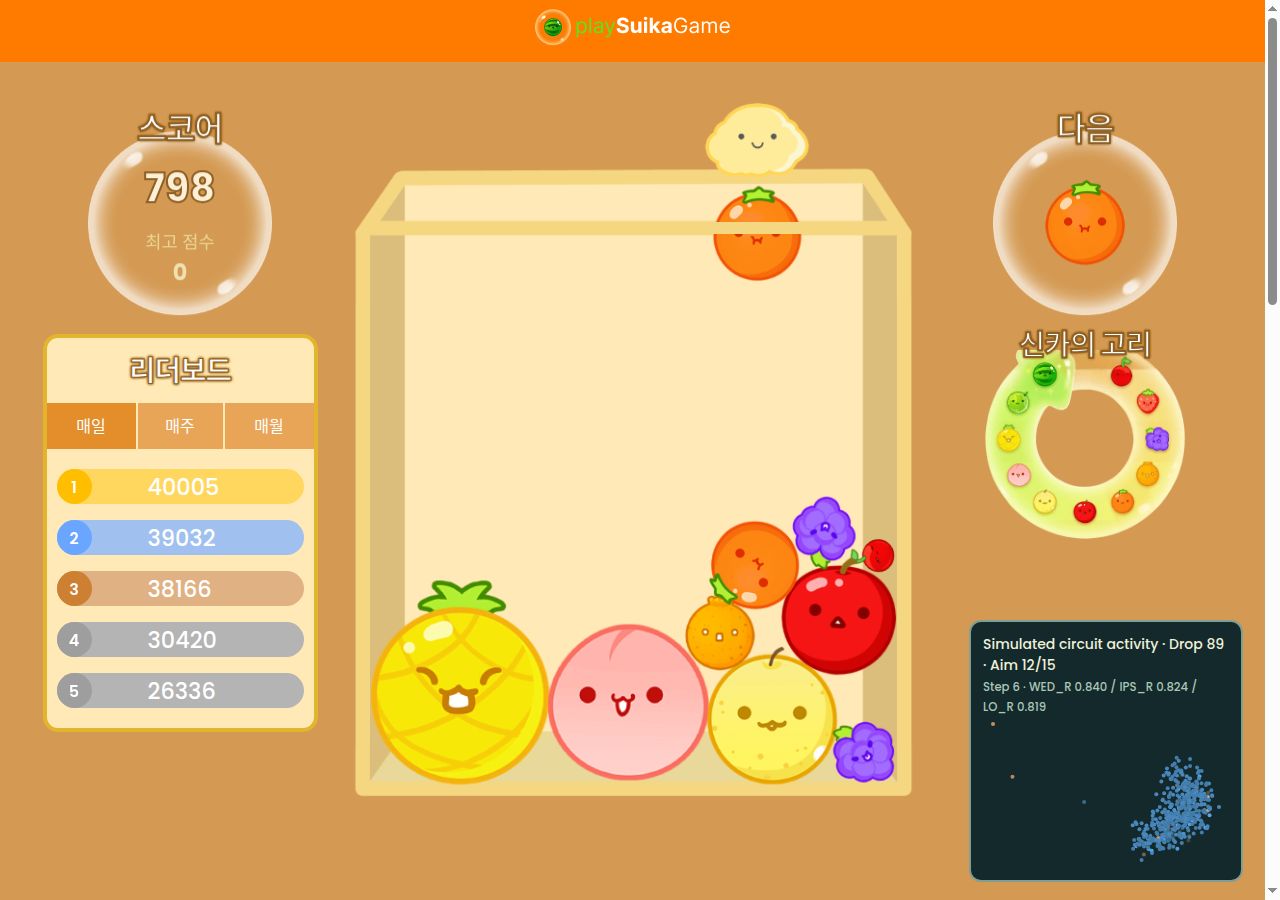 playSuikaGame
스코어
798
최고 점수
0
리더보드
매일 매주 매월
1 40005
2 39032
3 38166
4 30420
5 26336
다음
신카의 고리
Simulated circuit activity · Drop 89
· Aim 12/15
Step 6 · WED_R 0.840 / IPS_R 0.824 /
LO_R 0.819